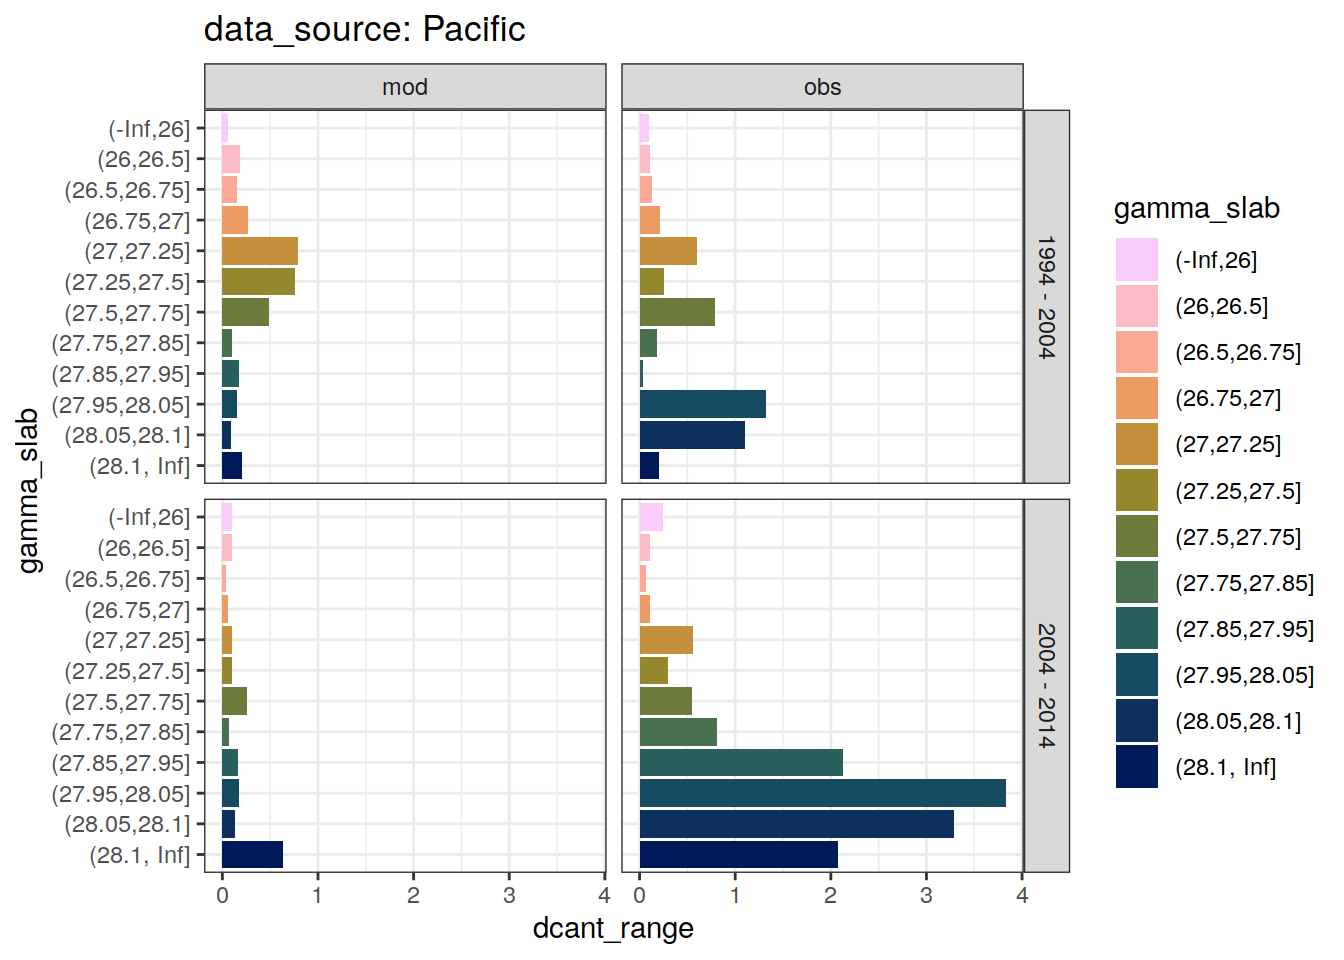 data_source: Pacific
mod
obs
gamma_slab
(-Inf,26]
(26,26.5]
(26.5,26.75]
(26.75,27]
(27,27.25]
(27.25,27.5]
(27.5,27.75]
(27.75,27.85]
(27.85,27.95]
(27.95,28.05]
(28.05,28.1]
(28.1, Inf]
1994 - 2004
(-Inf,26]
(26,26.5]
(26.5,26.75]
(26.75,27]
(27,27.25]
(27.25,27.5]
(27.5,27.75]
(27.75,27.85]
(27.85,27.95]
(27.95,28.05]
(28.05,28.1]
(28.1, Inf]
2004 - 2014
0 1 2 3 4
0 1 2 3 4
dcant_range
gamma_slab
(-Inf,26]
(26,26.5]
(26.5,26.75]
(26.75,27]
(27,27.25]
(27.25,27.5]
(27.5,27.75]
(27.75,27.85]
(27.85,27.95]
(27.95,28.05]
(28.05,28.1]
(28.1, Inf]